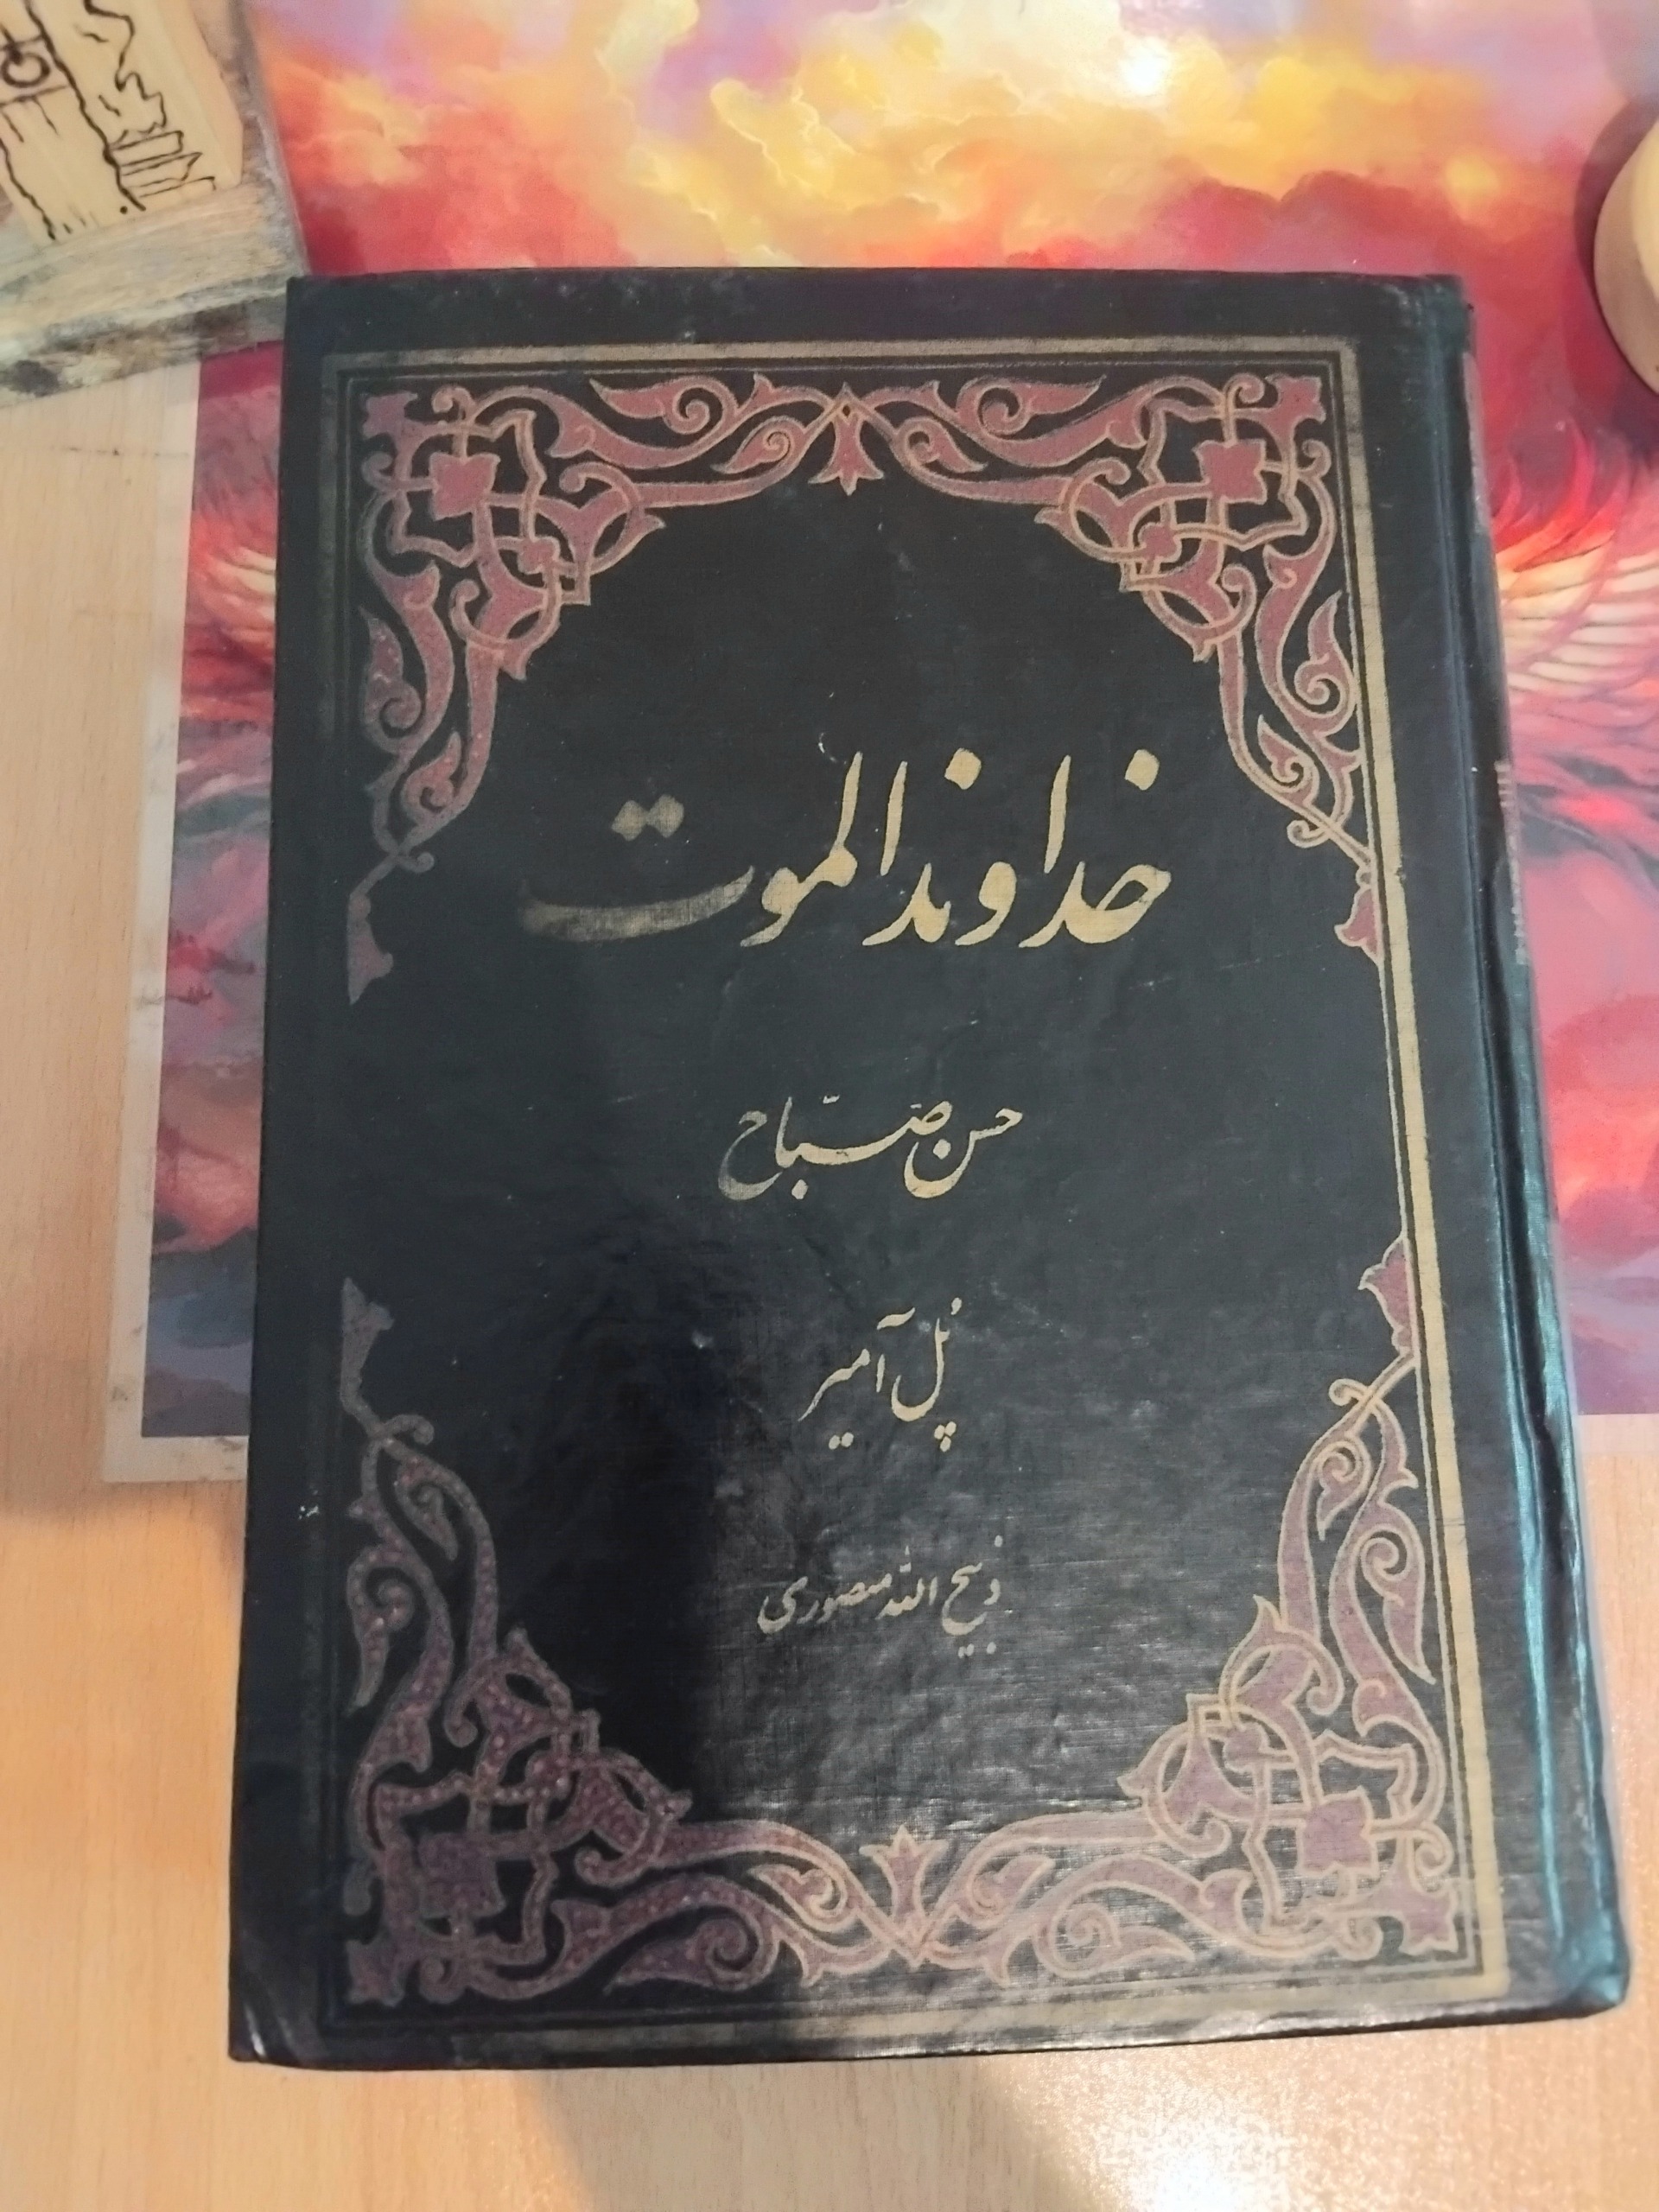 خداوند الموت
حسن صبّاح
پُل آمیر
ذبیح الله منصوری